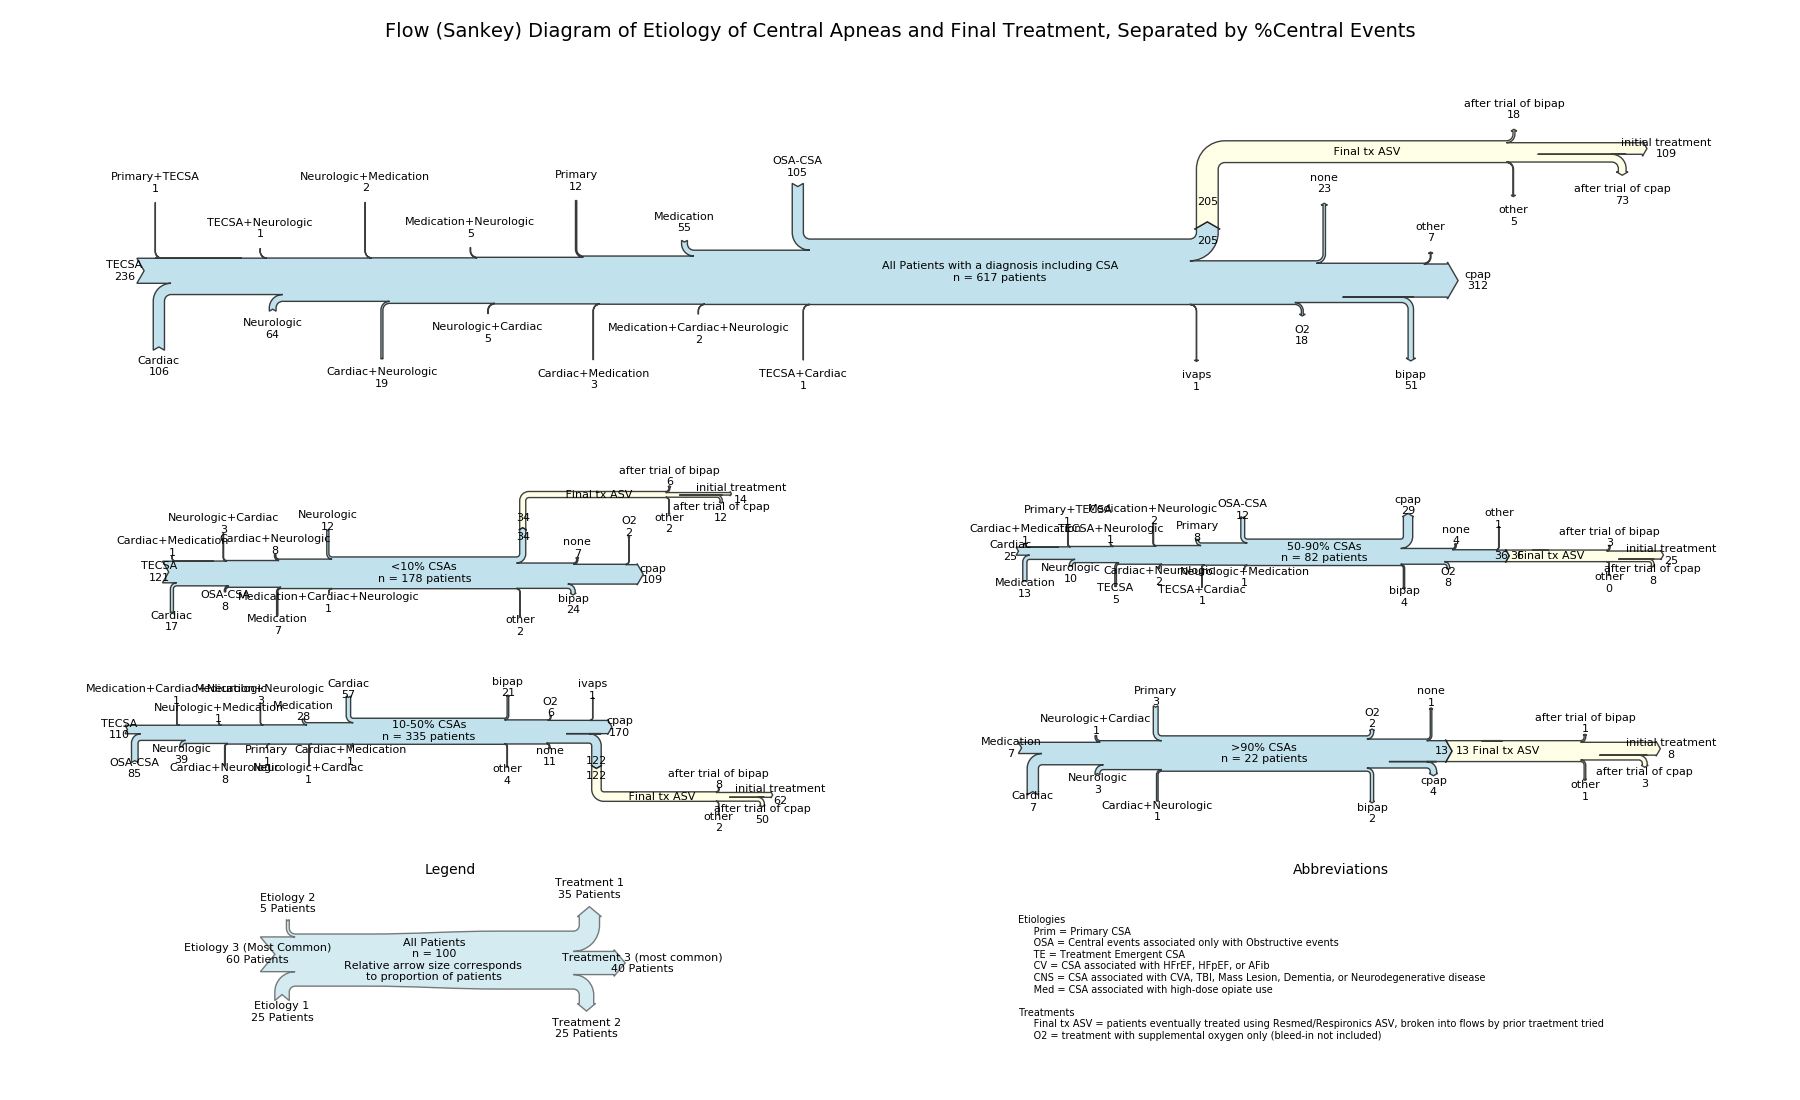 Flow (Sankey) Diagram of Etiology of Central Apneas and Final Treatment, Separated by %Central Events
after trial of bipap
18
initial treatment
109
Final tx ASV
after trial of cpap
73
other
5
OSA-CSA
105
Primary+TECSA
1
Neurologic+Medication
2
Primary
12
none
23
205
205
TECSA+Neurologic
1
Medication+Neurologic
5
Medication
55
other
7
TECSA
236
All Patients with a diagnosis including CSA
n = 617 patients
cpap
312
Neurologic
64
Neurologic+Cardiac
5
Medication+Cardiac+Neurologic
2
O2
18
Cardiac
106
Cardiac+Neurologic
19
Cardiac+Medication
3
TECSA+Cardiac
1
ivaps
1
bipap
51
after trial of bipap
6
initial treatment
14
Final tx ASV
after trial of cpap
12
other
2
34
34
Neurologic+Cardiac
3
Neurologic
12
O2
2
Cardiac+Medication
1
Cardiac+Neurologic
8
none
7
TECSA
121
<10% CSAs
n = 178 patients
cpap
109
OSA-CSA
8
Medication+Cardiac+Neurologic
1
bipap
24
Cardiac
17
Medication
7
other
2
Primary+TECSA
1
Medication+Neurologic
2
OSA-CSA
12
cpap
29
other
1
Cardiac+Medication
1
TECSA+Neurologic
1
Primary
8
none
4
after trial of bipap
3
Cardiac
25
50-90% CSAs
n = 82 patients
36
36
Final tx ASV
initial treatment
25
Neurologic
10
Cardiac+Neurologic
2
Neurologic+Medication
1
O2
8
after trial of cpap
8
other
0
Medication
13
TECSA
5
TECSA+Cardiac
1
bipap
4
Medication+Cardiac+Neurologic
1
Medication+Neurologic
3
Cardiac
57
bipap
21
ivaps
1
Neurologic+Medication
1
Medication
28
O2
6
TECSA
116
10-50% CSAs
n = 335 patients
cpap
170
Neurologic
39
Primary
1
Cardiac+Medication
1
none
11
OSA-CSA
85
Cardiac+Neurologic
8
Neurologic+Cardiac
1
other
4
122
122
after trial of bipap
8
initial treatment
62
Final tx ASV
after trial of cpap
50
other
2
Primary
3
none
1
Neurologic+Cardiac
1
O2
2
after trial of bipap
1
Medication
7
>90% CSAs
n = 22 patients
13
13
Final tx ASV
initial treatment
8
Neurologic
3
cpap
4
after trial of cpap
3
other
1
Cardiac
7
Cardiac+Neurologic
1
bipap
2
Legend
Etiology 2
5 Patients
Treatment 1
35 Patients
Etiology 3 (Most Common)
60 Patients
All Patients
n = 100
Relative arrow size corresponds
to proportion of patients
Treatment 3 (most common)
40 Patients
Etiology 1
25 Patients
Treatment 2
25 Patients
Abbreviations
Etiologies
Prim = Primary CSA
OSA = Central events associated only with Obstructive events
TE = Treatment Emergent CSA
CV = CSA associated with HFrEF, HFpEF, or AFib
CNS = CSA associated with CVA, TBI, Mass Lesion, Dementia, or Neurodegenerative disease
Med = CSA associated with high-dose opiate use
Treatments
Final tx ASV = patients eventually treated using Resmed/Respironics ASV, broken into flows by prior traetment tried
O2 = treatment with supplemental oxygen only (bleed-in not included)